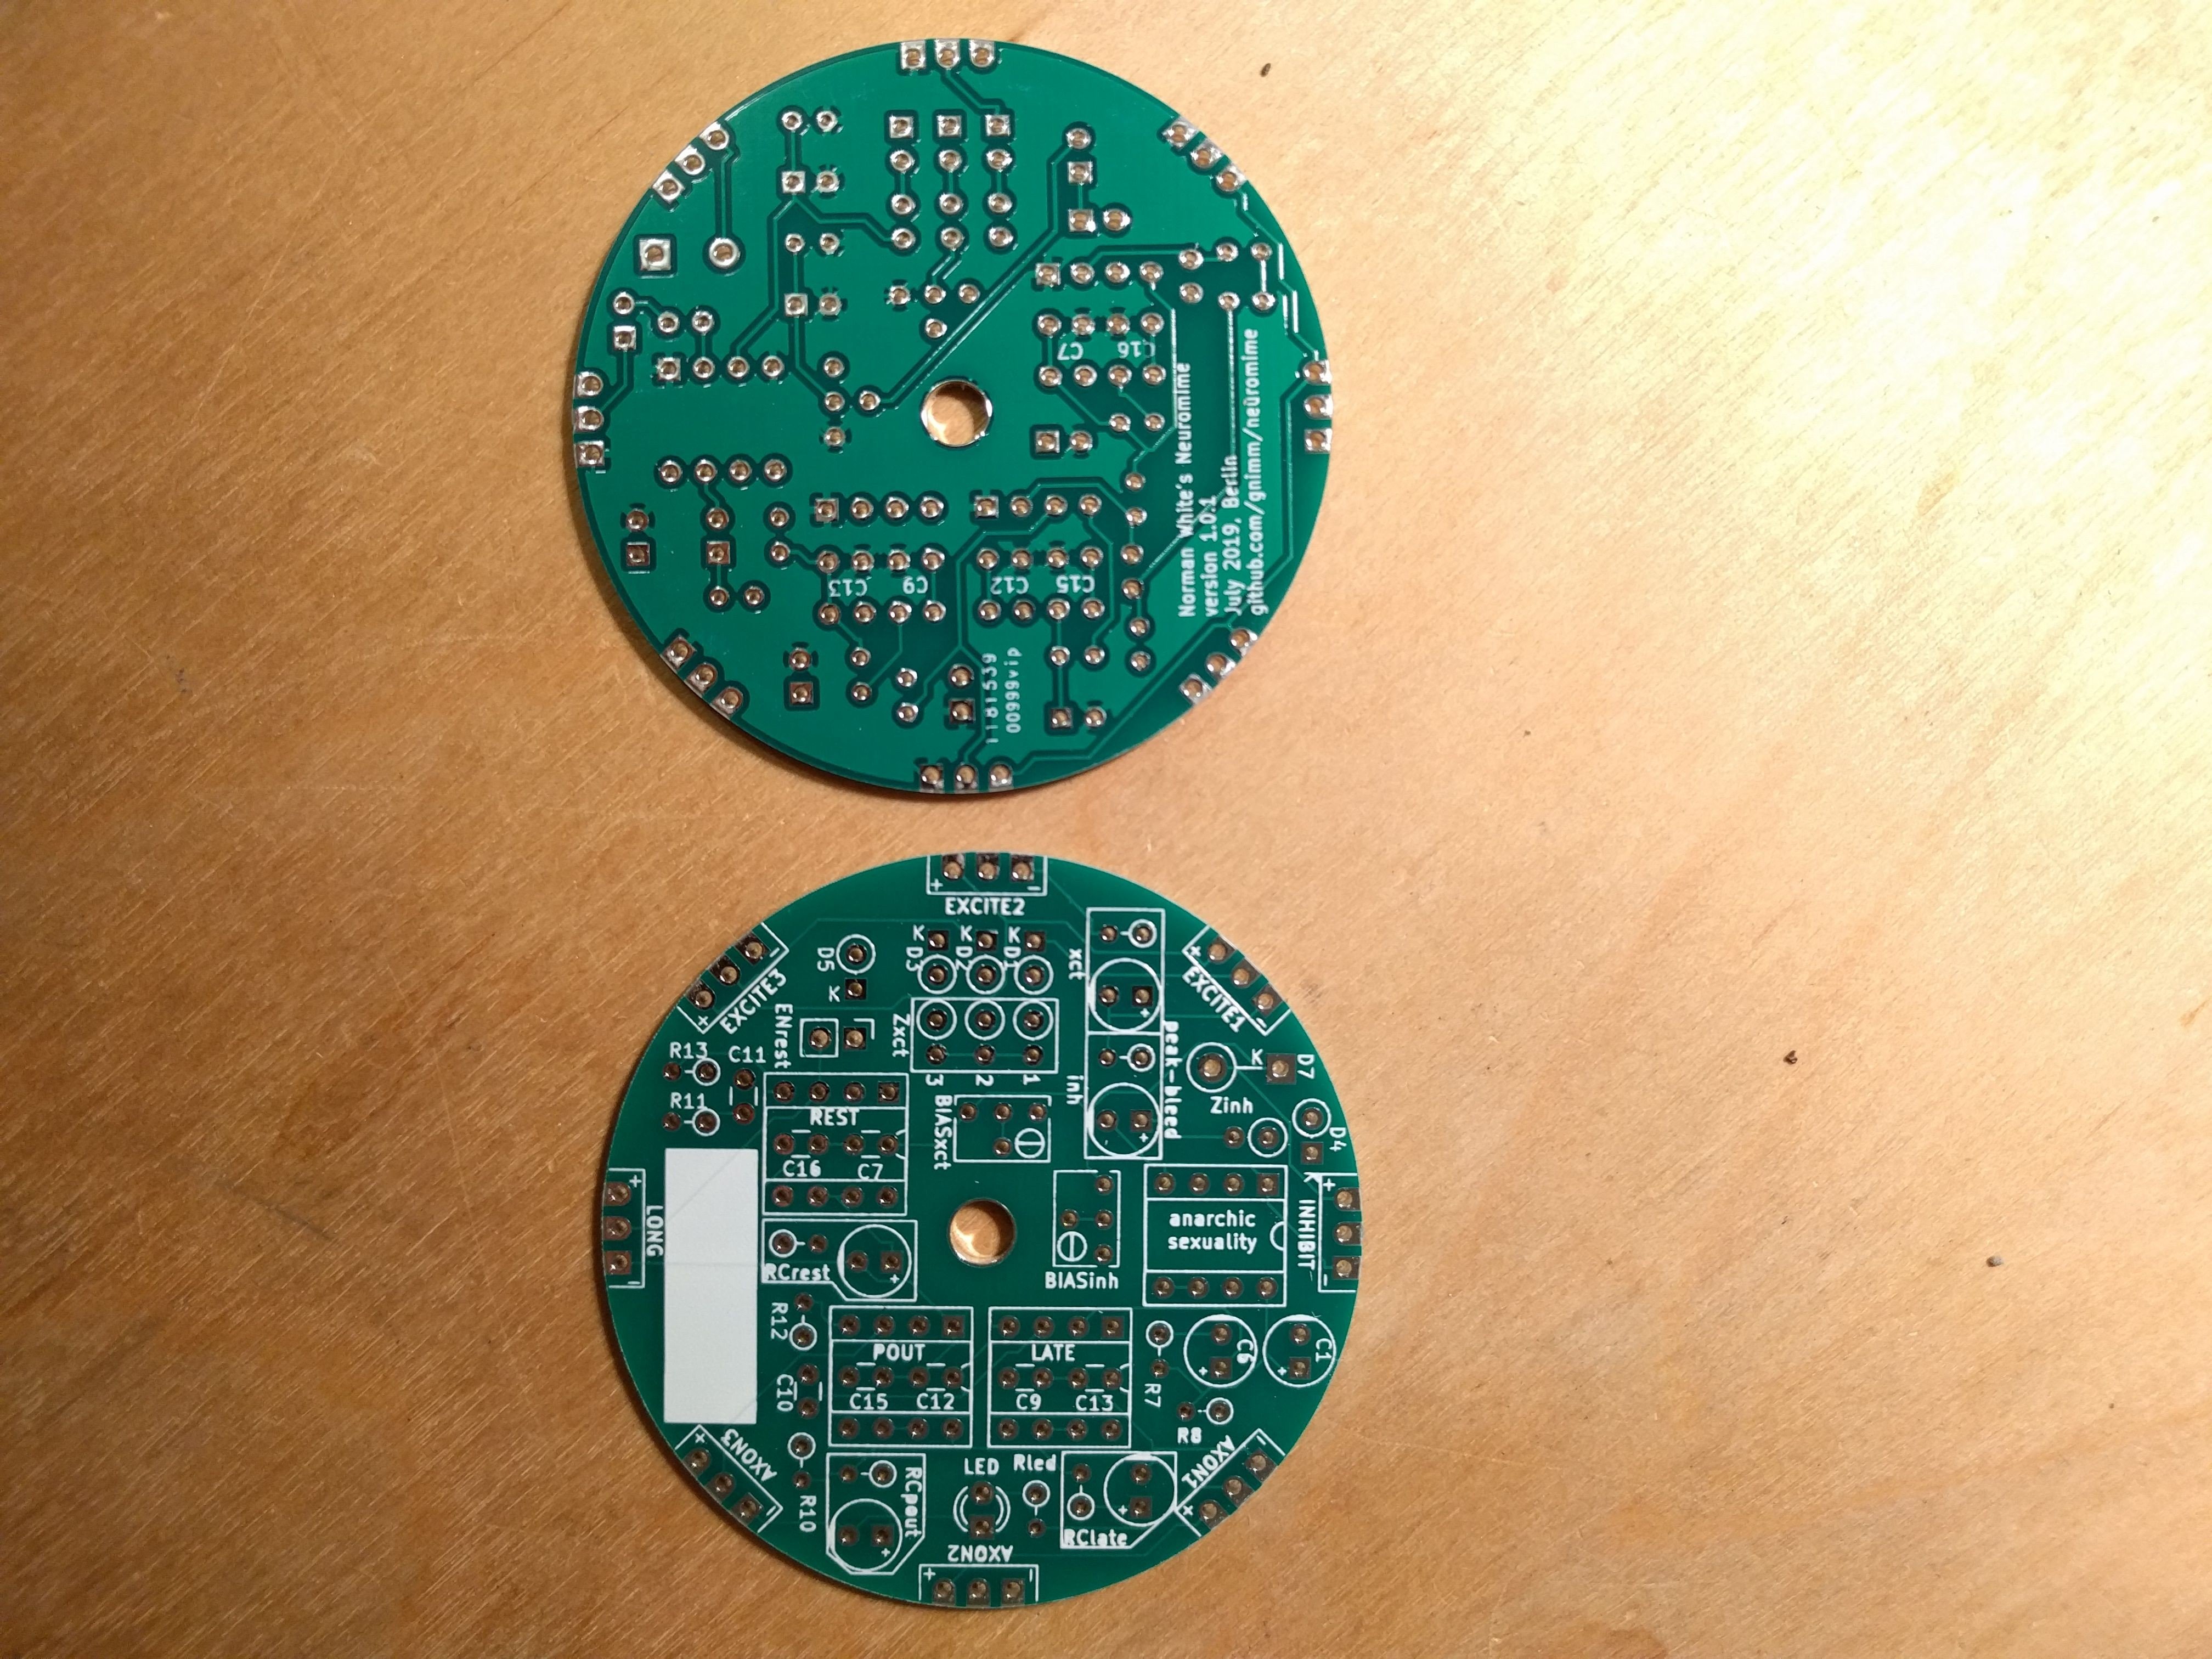 C7
C16
Norman White's Neuromime
version 1.0.1
July 2019, Berlin
github.com/gnimm/neuromime
C13
C9
C12
C15
1181539
00999vip
+ -
EXCITE2
+ EXCITE3 -
+ EXCITE1 -
D5
K
K D3
K D2
K D1
xct
peak-bleed
inh
ENrest
Zxct
3 2 1
R13
C11
R11
REST
C16
C7
BIASxct
K
D7
Zinh
D4
K
+ INHIBIT -
anarchic
sexuality
BIASinh
+ LONG -
RCrest
+
R12
C10
POUT
C15
C12
LATE
C9
C13
R7
C6
+
C1
+
R8
+ AXON3 -
R10
RCpout
+
LED
Rled
RClate
+
+ AXON1 -
AXON2
+ -